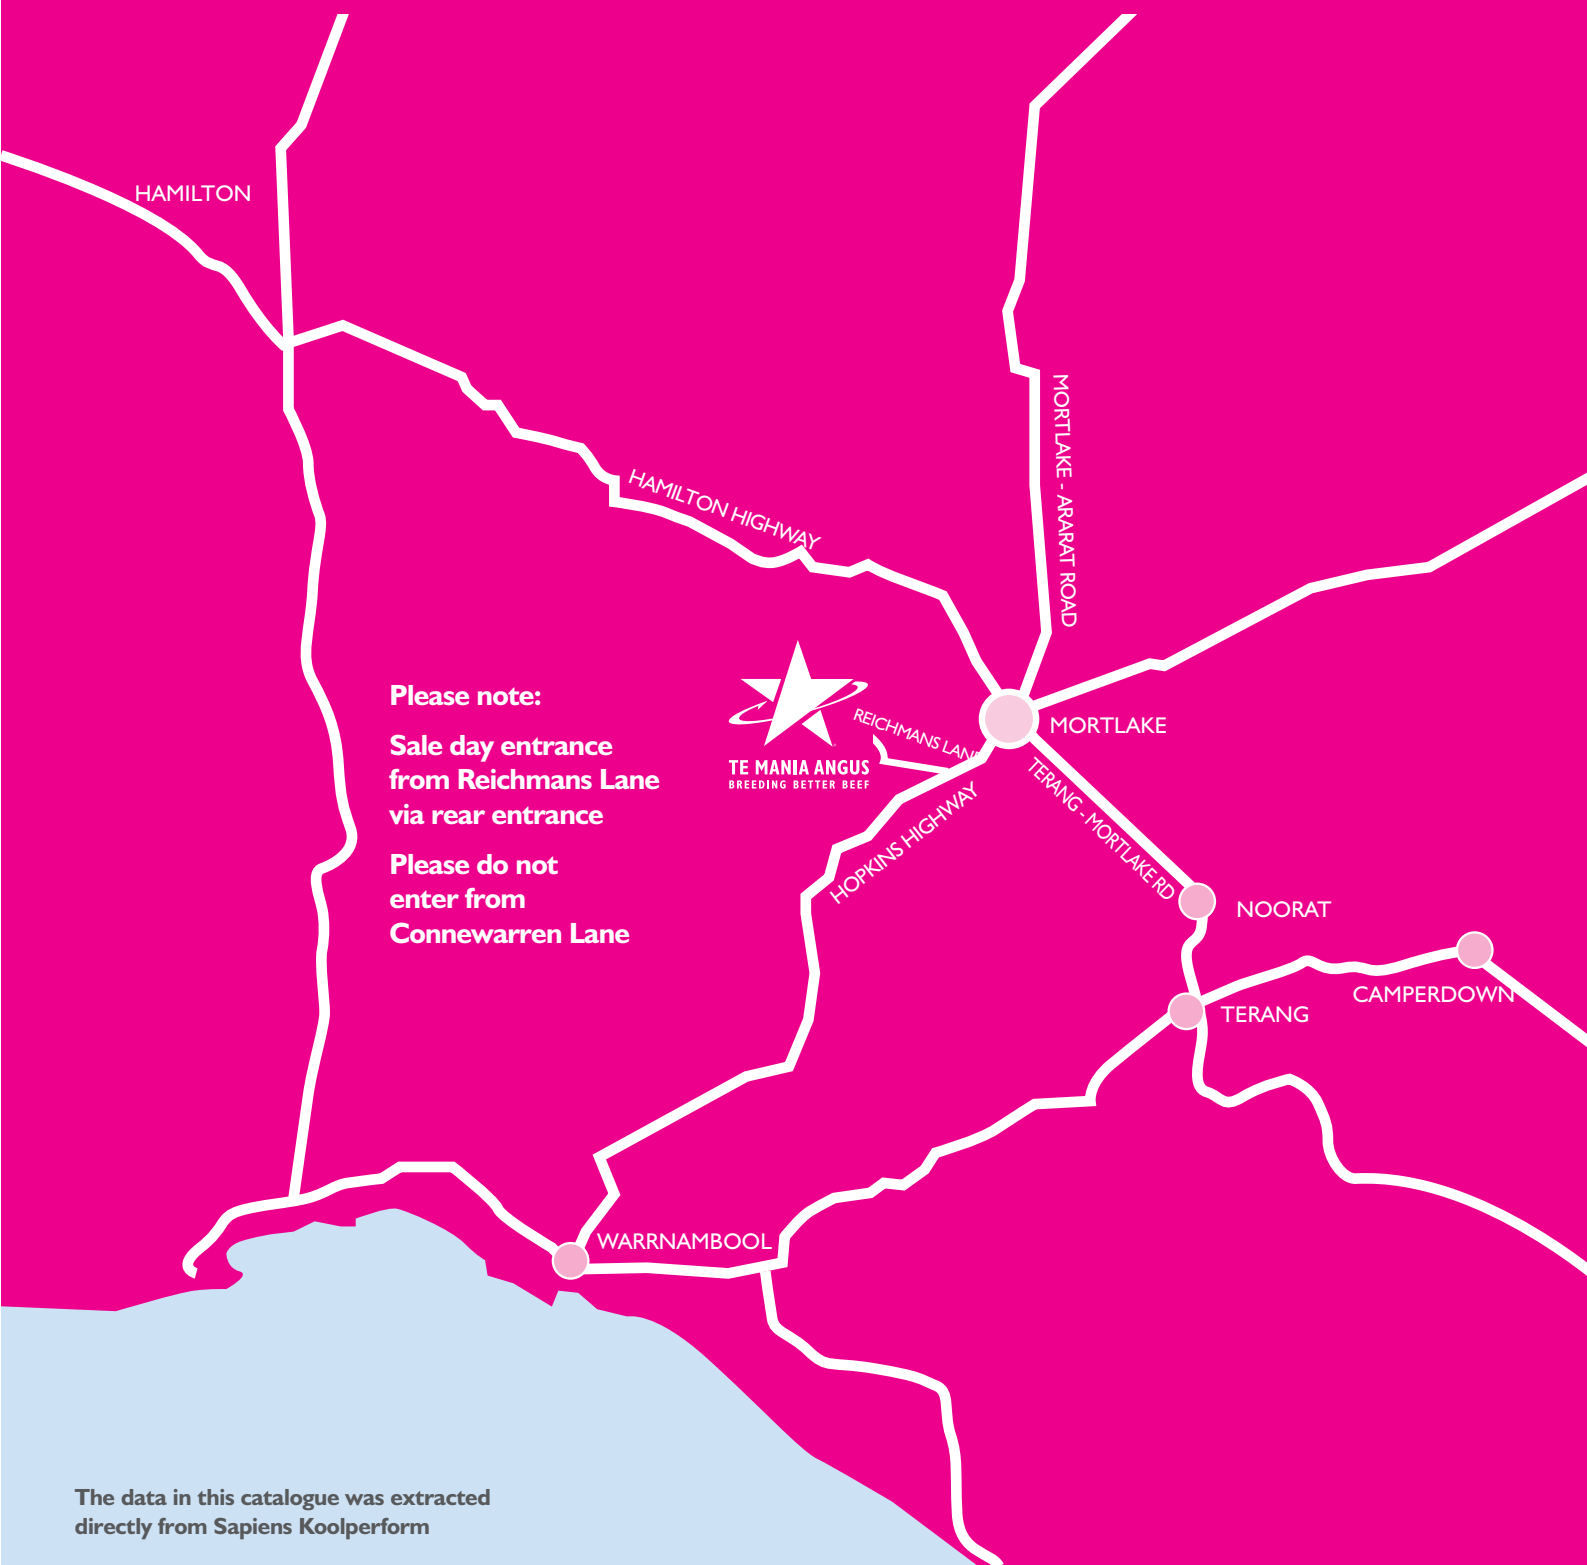 HAMILTON
HAMILTON HIGHWAY
MORTLAKE - ARARAT ROAD
Please note:
Sale day entrance
from Reichmans Lane
via rear entrance
Please do not
enter from
Connewarren Lane
TE MANIA ANGUS
BREEDING BETTER BEEF
REICHMANS LANE
MORTLAKE
HOPKINS HIGHWAY
TERANG - MORTLAKE RD
NOORAT
CAMPERDOWN
TERANG
WARRNAMBOOL
The data in this catalogue was extracted
directly from Sapiens Koolperform